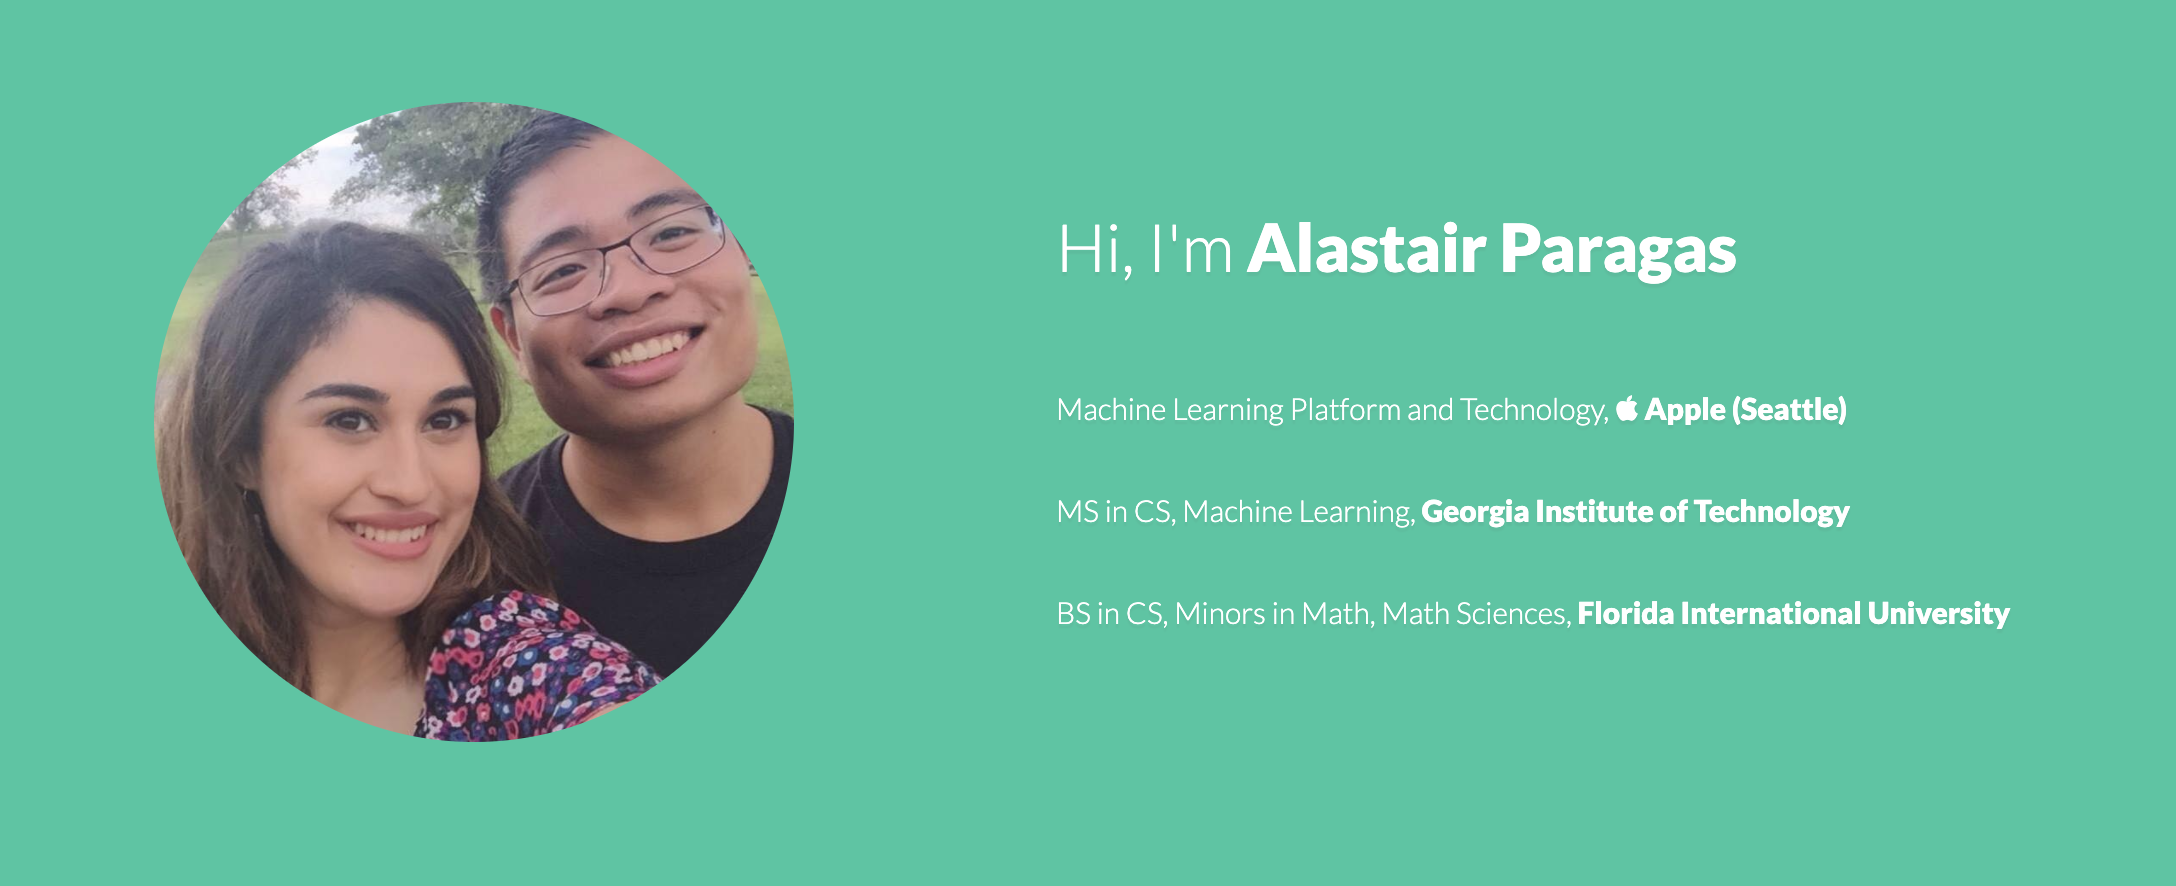 Hi, I'm Alastair Paragas
Machine Learning Platform and Technology, Apple (Seattle)
MS in CS, Machine Learning, Georgia Institute of Technology
BS in CS, Minors in Math, Math Sciences, Florida International University